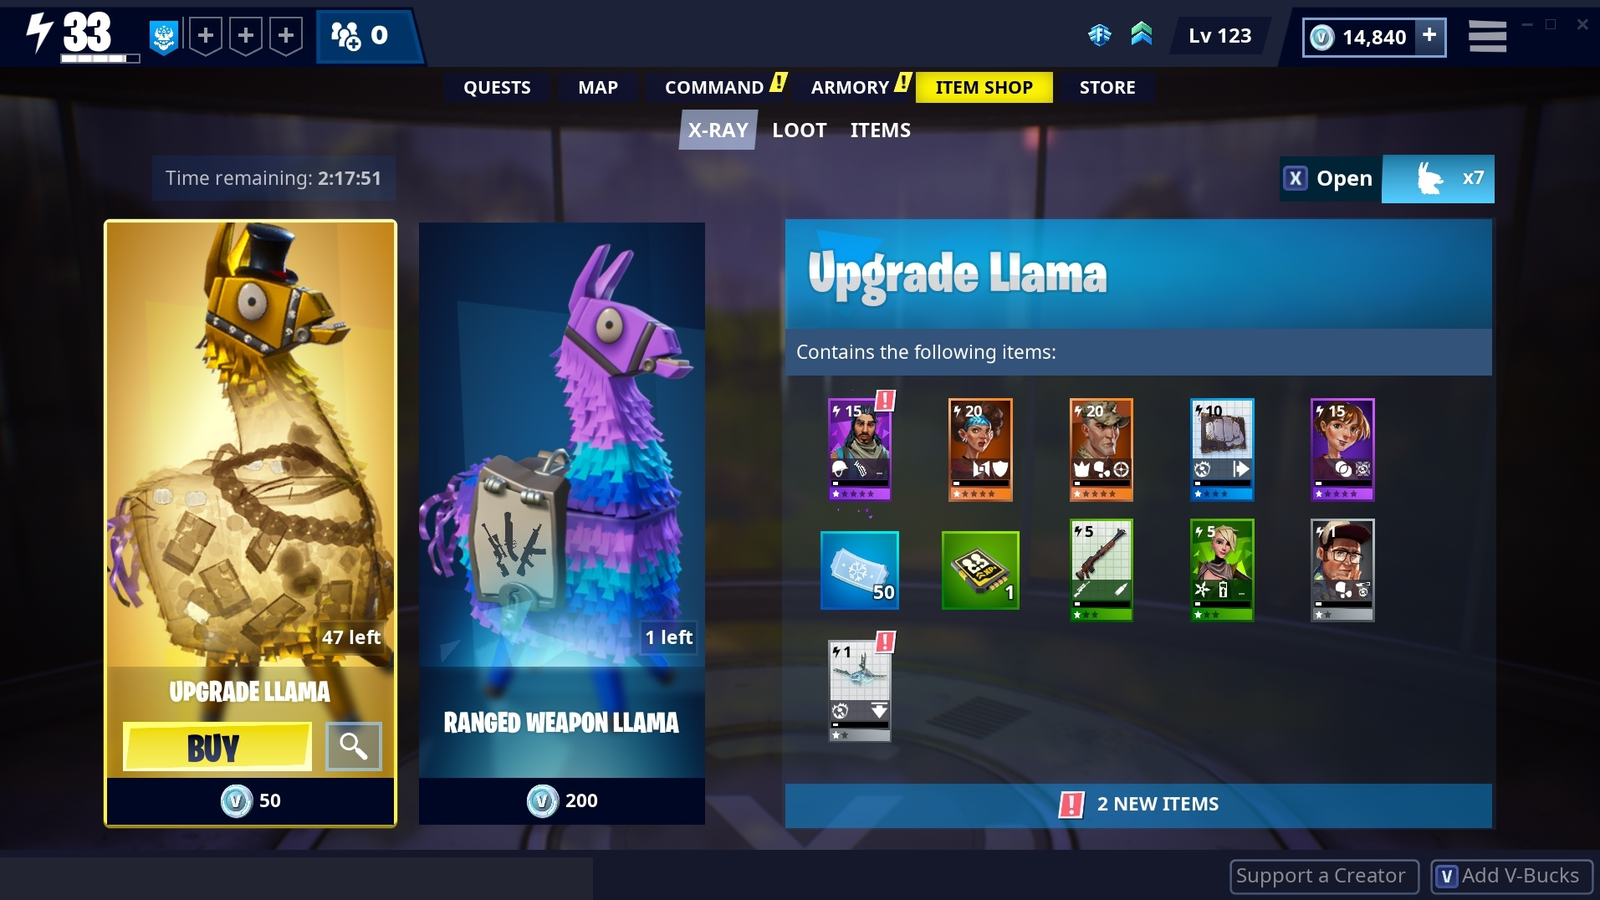 33
0
Lv 123
14,840 +
QUESTS MAP COMMAND ! ARMORY ! ITEM SHOP STORE
X-RAY LOOT ITEMS
Time remaining: 2:17:51
X Open x7
Upgrade Llama
Contains the following items:
15 ! 20 20 10 15
50 1 5 5 1
1 !
47 left
UPGRADE LLAMA
BUY
V 50
1 left
RANGED WEAPON LLAMA
V 200
! 2 NEW ITEMS
Support a Creator V Add V-Bucks